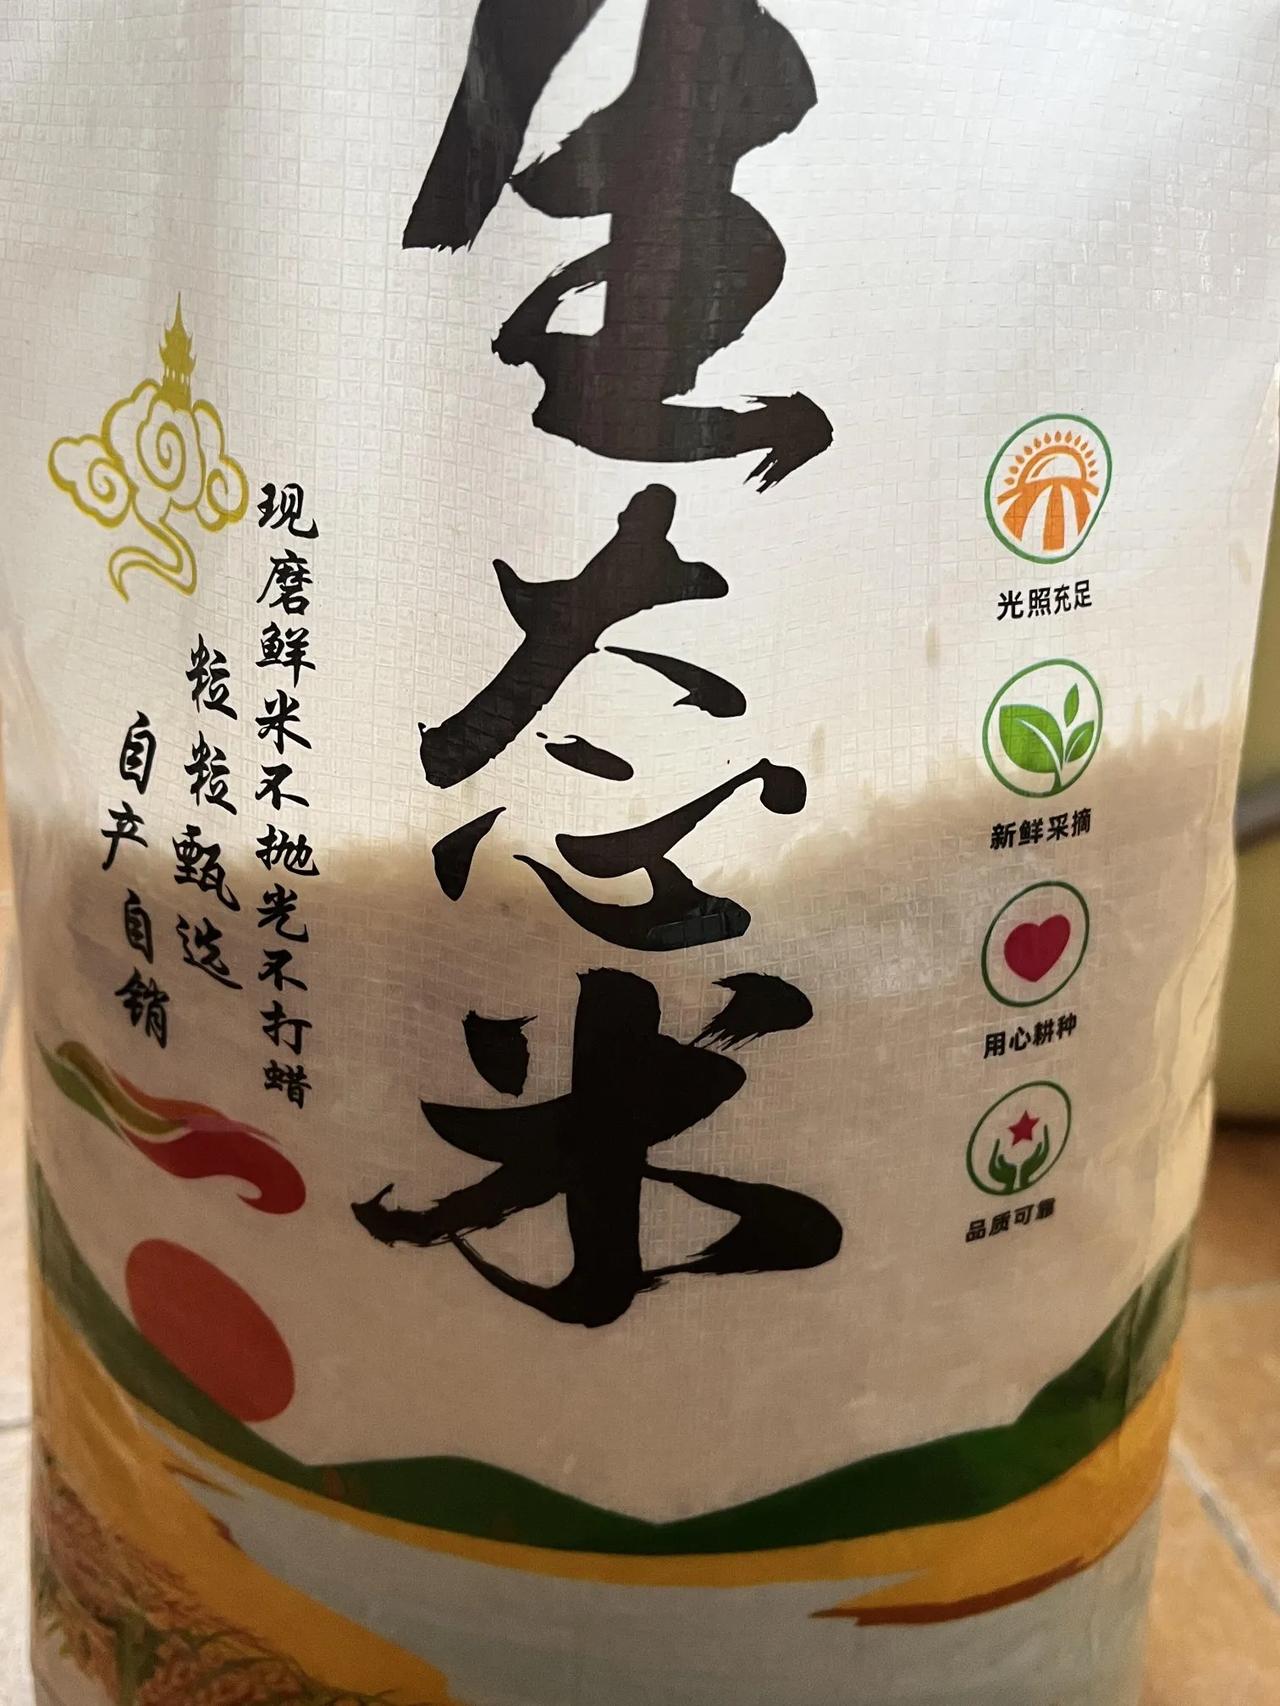 生态米
现磨鲜米不抛光不打蜡
粒粒甄选
自产自销
光照充足
新鲜采摘
用心耕种
品质可靠